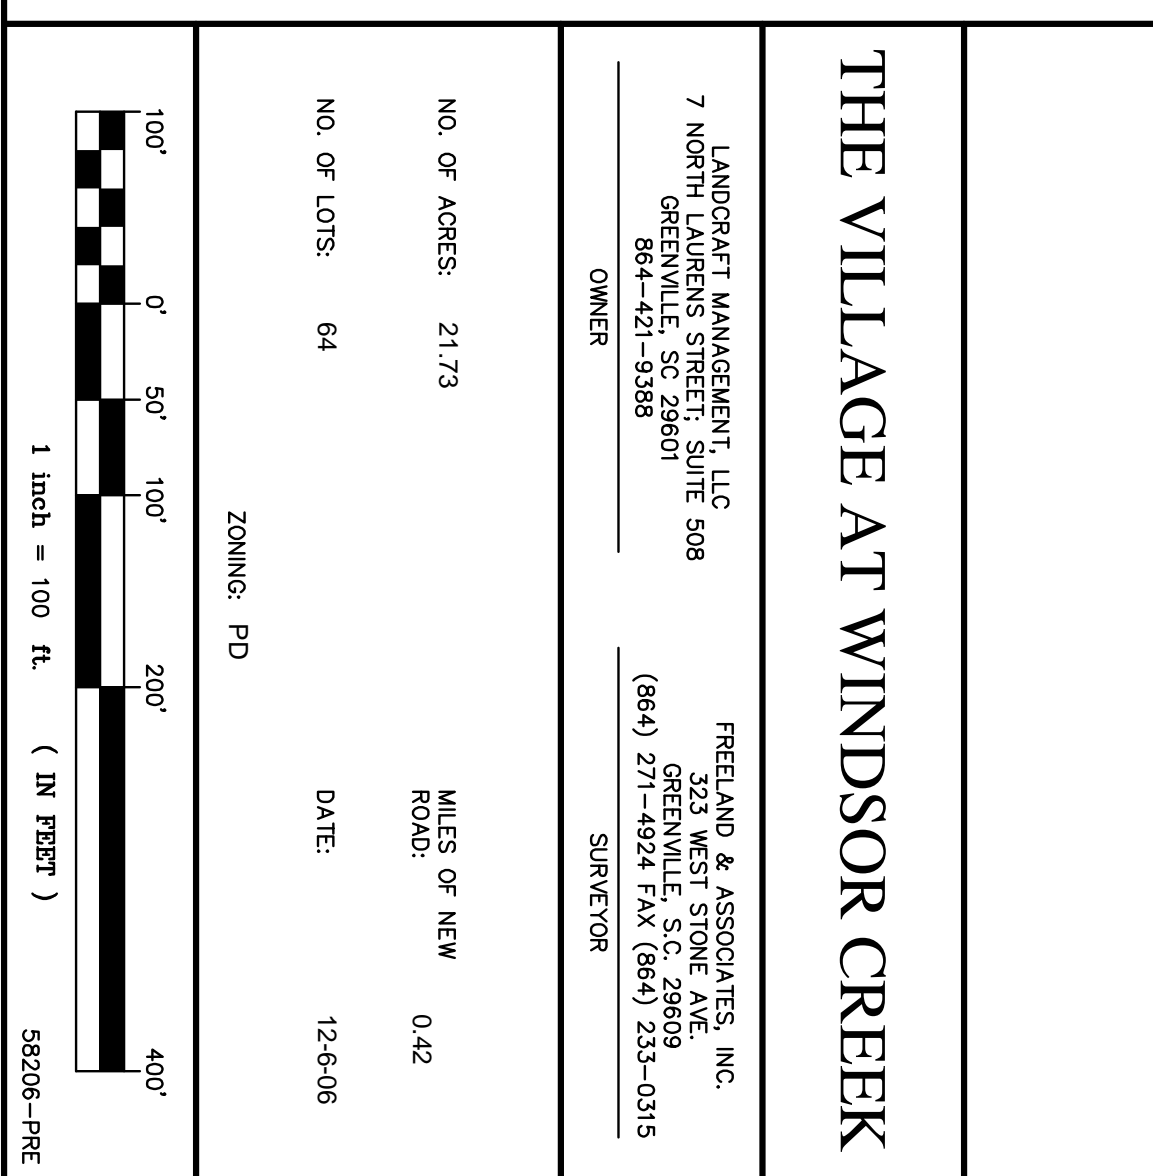 THE VILLAGE AT WINDSOR CREEK
LANDCRAFT MANAGEMENT, LLC
7 NORTH LAURENS STREET; SUITE 508
GREENVILLE, SC 29601
864-421-9388
OWNER
FREELAND & ASSOCIATES, INC.
323 WEST STONE AVE.
GREENVILLE, S.C. 29609
(864) 271-4924 FAX (864) 233-0315
SURVEYOR
NO. OF ACRES: 21.73
MILES OF NEW
ROAD: 0.42
NO. OF LOTS: 64
DATE: 12-6-06
ZONING: PD
100' 0' 50' 100' 200' 400'
1 inch = 100 ft. ( IN FEET )
58206-PRE